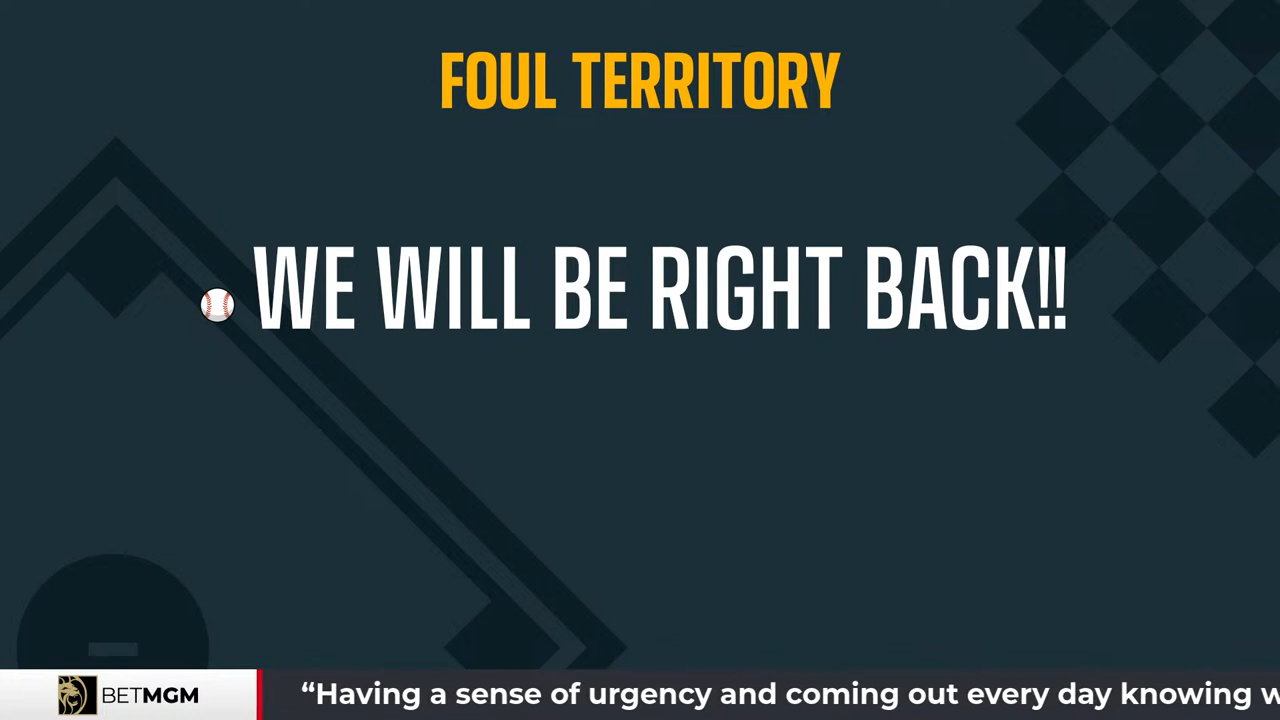 FOUL TERRITORY
WE WILL BE RIGHT BACK!!
BETMGM
“Having a sense of urgency and coming out every day knowing